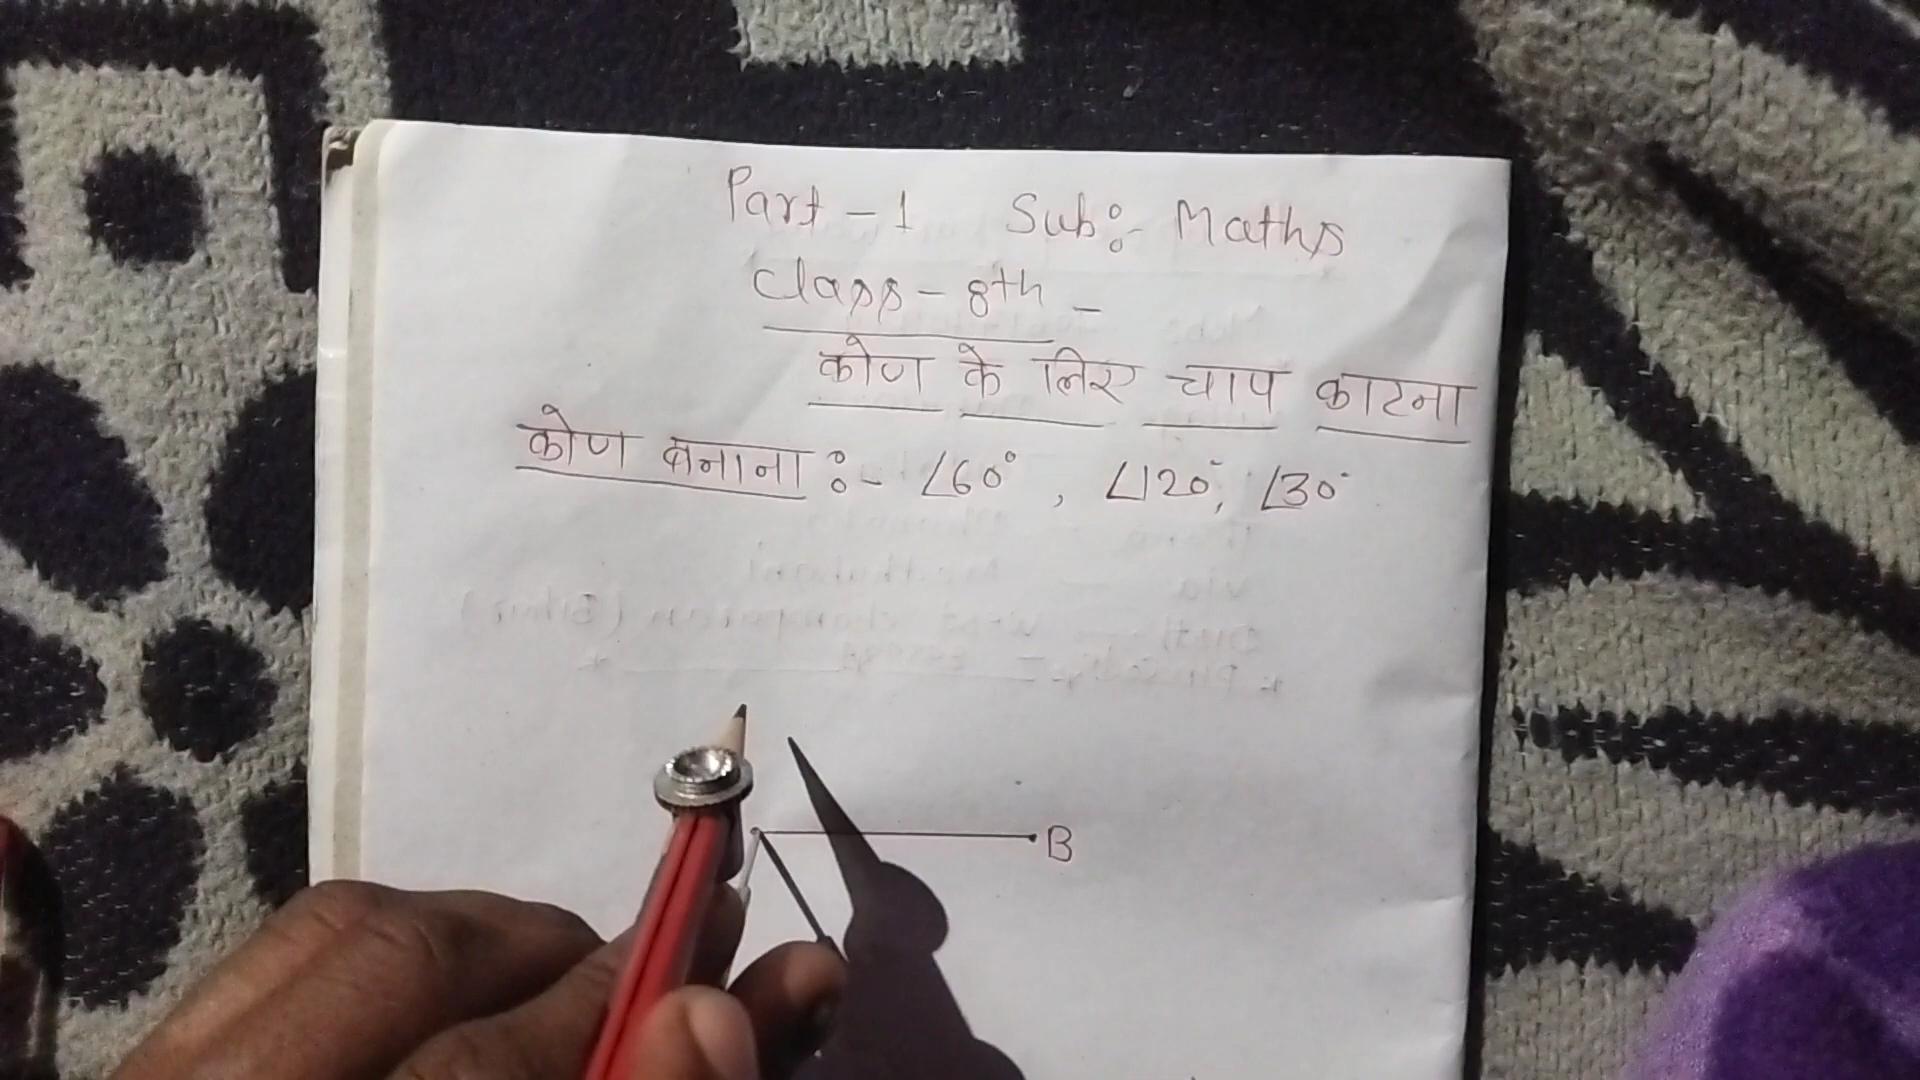 Part - 1 Sub:- Maths
Class - 8th -
कोण के लिए चाप काटना
कोण बनाना :- ∠60°, ∠120°, ∠30°
B